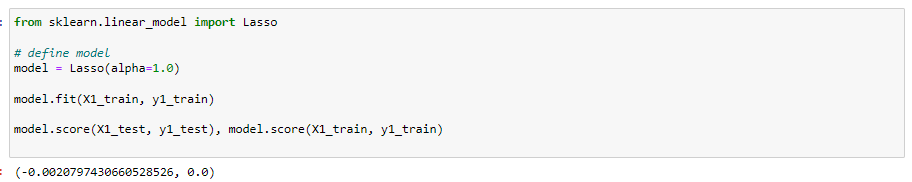 from sklearn.linear_model import Lasso
# define model
model = Lasso(alpha=1.0)
model.fit(X1_train, y1_train)
model.score(X1_test, y1_test), model.score(X1_train, y1_train)
(-0.0020797430660528526, 0.0)